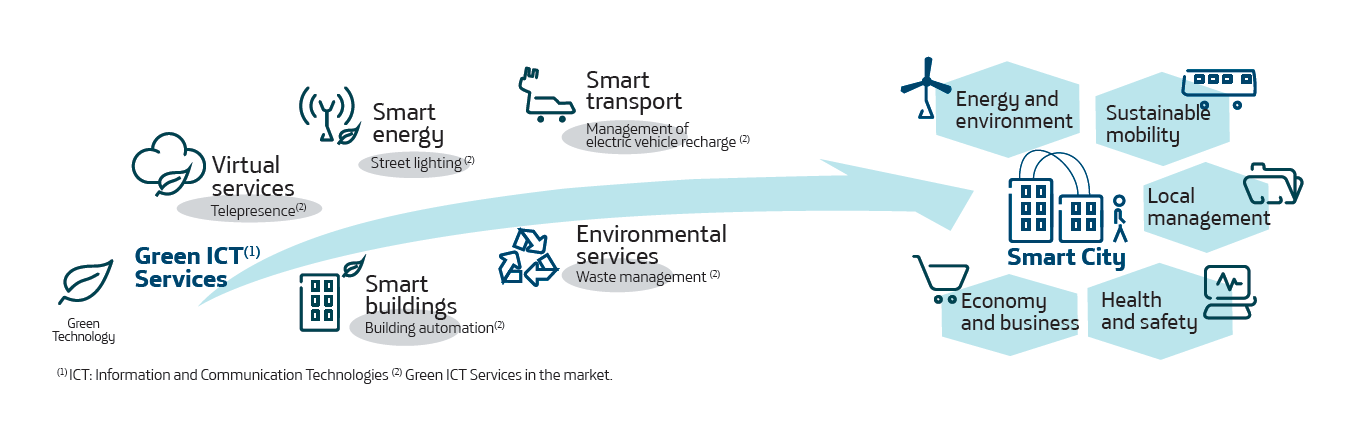 Smart
transport
Management of
electric vehicle recharge (2)
Smart
energy
Street lighting (2)
Virtual
services
Telepresence(2)
Green ICT(1)
Services
Green
Technology
Smart
buildings
Building automation(2)
Environmental
services
Waste management (2)
Energy and
environment
Sustainable
mobility
Local
management
Smart City
Economy
and business
Health
and safety
(1) ICT: Information and Communication Technologies (2) Green ICT Services in the market.